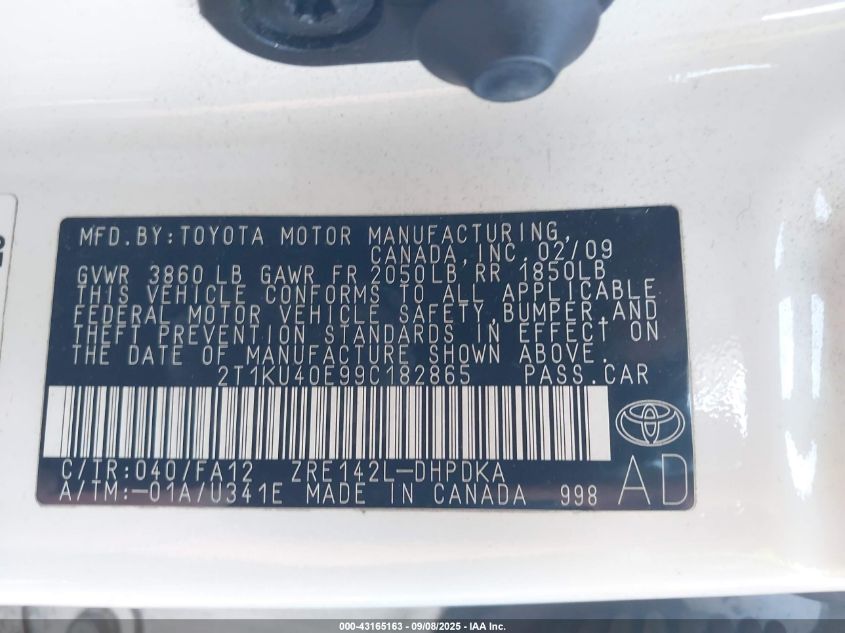 MFD.BY:TOYOTA MOTOR MANUFACTURING,
CANADA,INC. 02/09
GVWR 3860 LB GAWR FR 2050LB RR 1850LB
THIS VEHICLE CONFORMS TO ALL APPLICABLE
FEDERAL MOTOR VEHICLE SAFETY,BUMPER,AND
THEFT PREVENTION STANDARDS IN EFFECT ON
THE DATE OF MANUFACTURE SHOWN ABOVE.
2T1KU40E99C182865 PASS.CAR
C/TR:040/FA12 ZRE142L-DHPDKA
A/TM:-01A/U341E MADE IN CANADA 998
AD
000-43165163 - 09/08/2025 - IAA Inc.